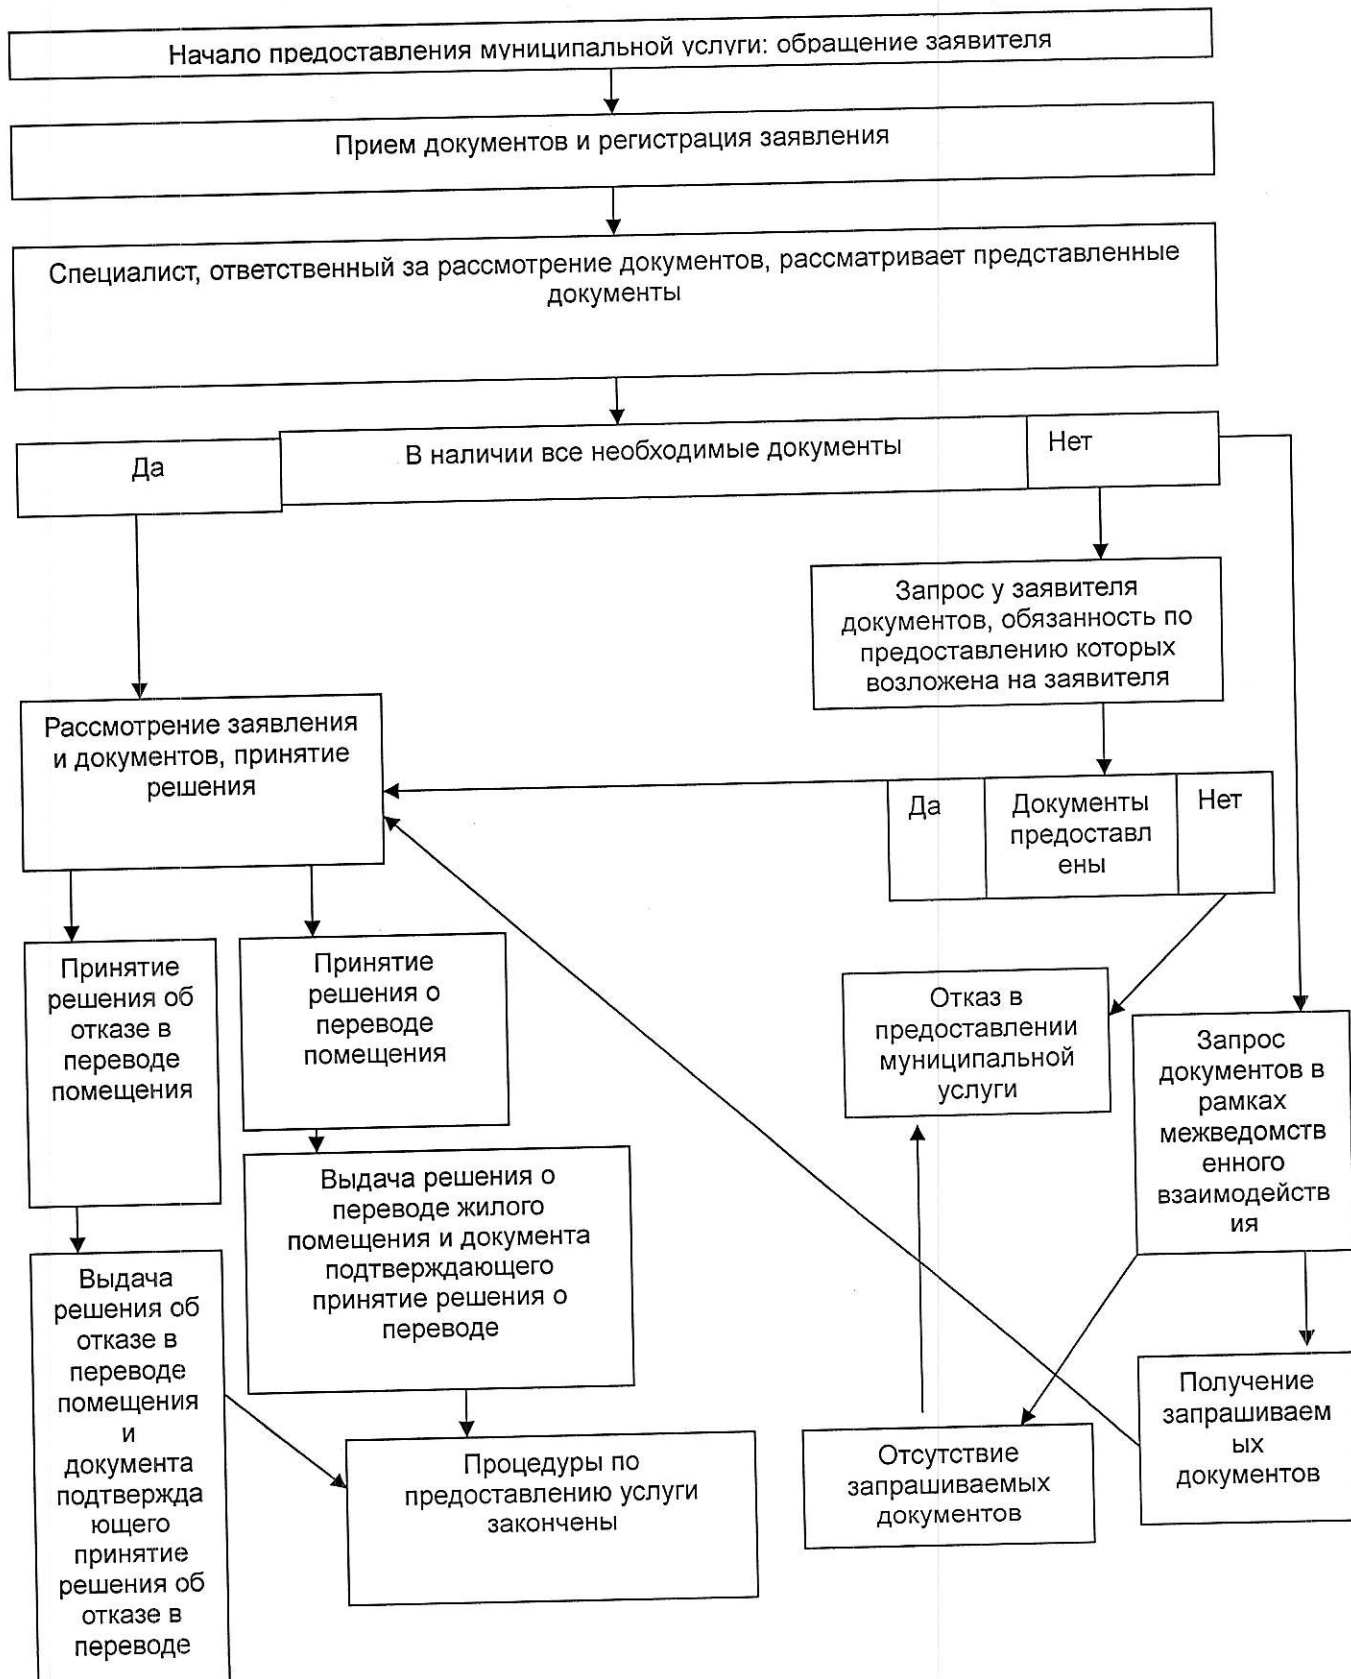 Начало предоставления муниципальной услуги: обращение заявителя
Прием документов и регистрация заявления
Специалист, ответственный за рассмотрение документов, рассматривает представленные
документы
Да
В наличии все необходимые документы
Нет
Запрос у заявителя
документов, обязанность по
предоставлению которых
возложена на заявителя
Рассмотрение заявления
и документов, принятие
решения
Да
Документы
предоставл
ены
Нет
Принятие
решения об
отказе в
переводе
помещения
Принятие
решения о
переводе
помещения
Отказ в
предоставлении
муниципальной
услуги
Запрос
документов в
рамках
межведомств
енного
взаимодейств
ия
Выдача решения о
переводе жилого
помещения и документа
подтверждающего
принятие решения о
переводе
Выдача
решения об
отказе в
переводе
помещения
и
документа
подтвержда
ющего
принятие
решения об
отказе в
переводе
Процедуры по
предоставлению услуги
закончены
Отсутствие
запрашиваемых
документов
Получение
запрашиваем
ых
документов